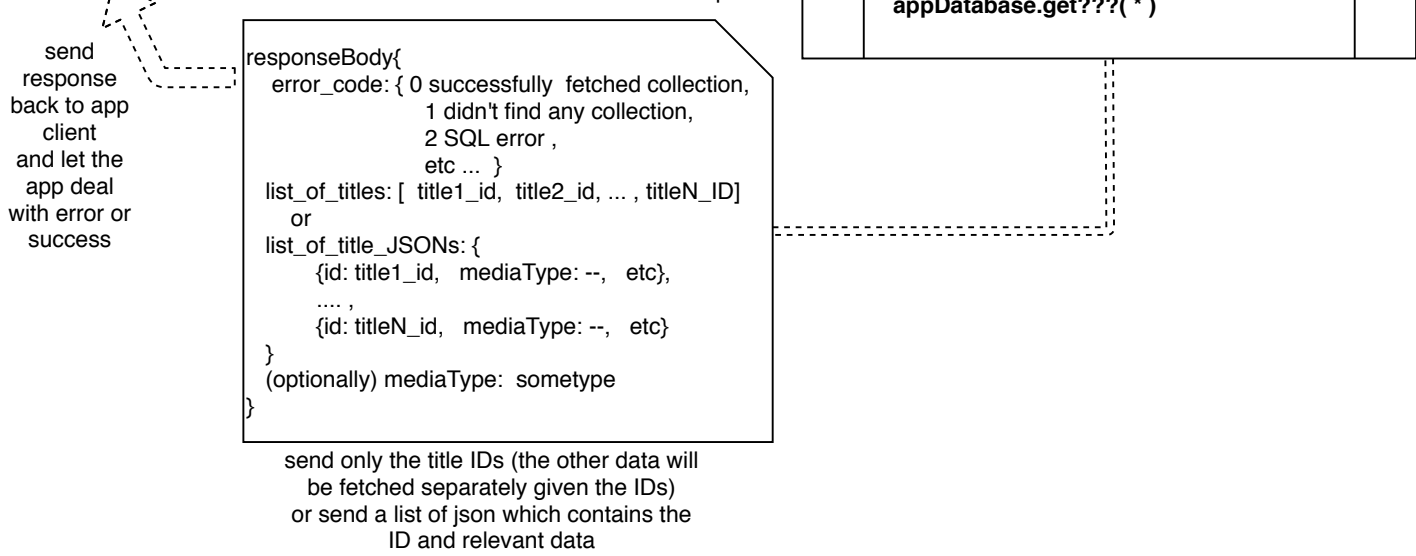 appDatabase.get???( * )
send
response
back to app
client
and let the
app deal
with error or
success
responseBody{
error_code: { 0 successfully  fetched collection,
1 didn't find any collection,
2 SQL error ,
etc ...  }
list_of_titles: [  title1_id,  title2_id, ... , titleN_ID]
or
list_of_title_JSONs: {
{id: title1_id,   mediaType: --,   etc},
.... ,
{id: titleN_id,   mediaType: --,   etc}
}
(optionally) mediaType:  sometype
}
send only the title IDs (the other data will
be fetched separately given the IDs)
or send a list of json which contains the
ID and relevant data